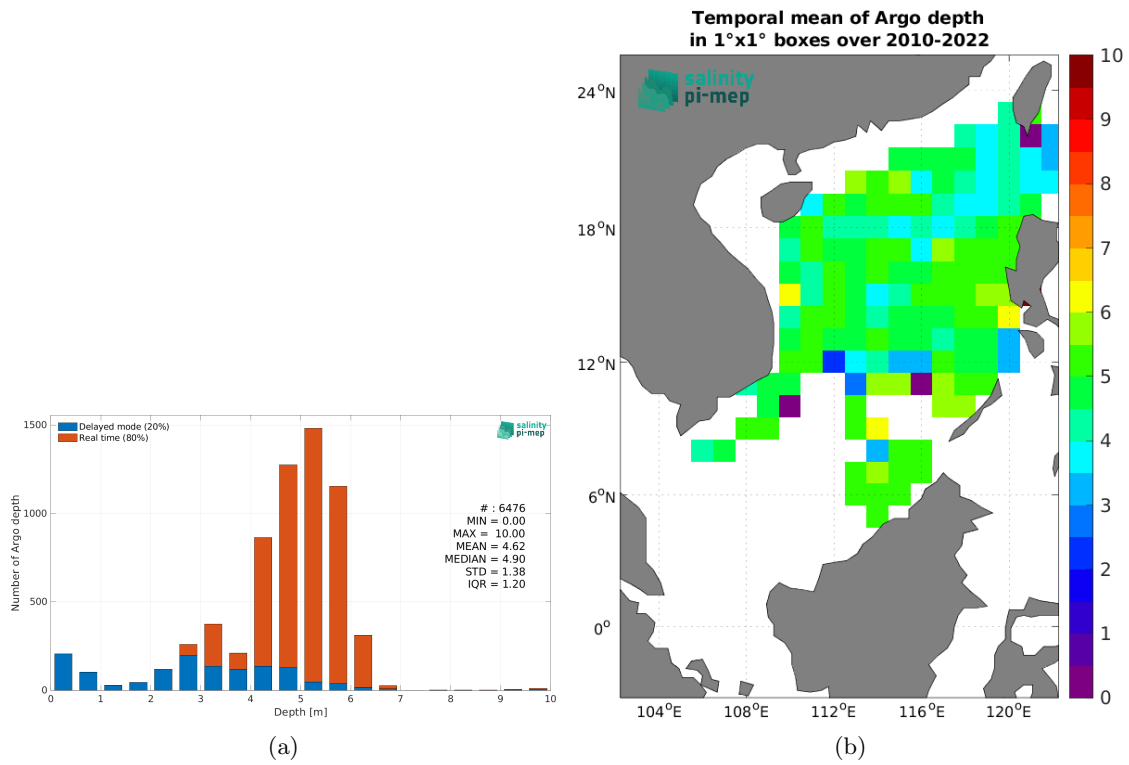 Delayed mode (20%)
Real time (80%)
salinity
pi-mep
# : 6476
MIN = 0.00
MAX = 10.00
MEAN = 4.62
MEDIAN = 4.90
STD = 1.38
IQR = 1.20
Number of Argo depth
1500
1000
500
0
0 1 2 3 4 5 6 7 8 9 10
Depth [m]
(a)
Temporal mean of Argo depth
in 1°x1° boxes over 2010-2022
salinity
pi-mep
24°N
18°N
12°N
6°N
0°
104°E 108°E 112°E 116°E 120°E
10
9
8
7
6
5
4
3
2
1
0
(b)